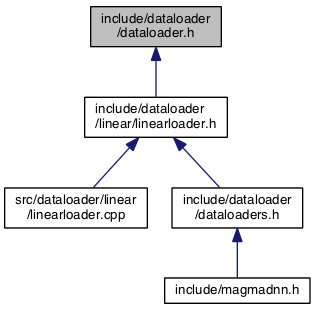 include/dataloader
/dataloader.h
include/dataloader
/linear/linearloader.h
src/dataloader/linear
/linearloader.cpp
include/dataloader
/dataloaders.h
include/magmadnn.h